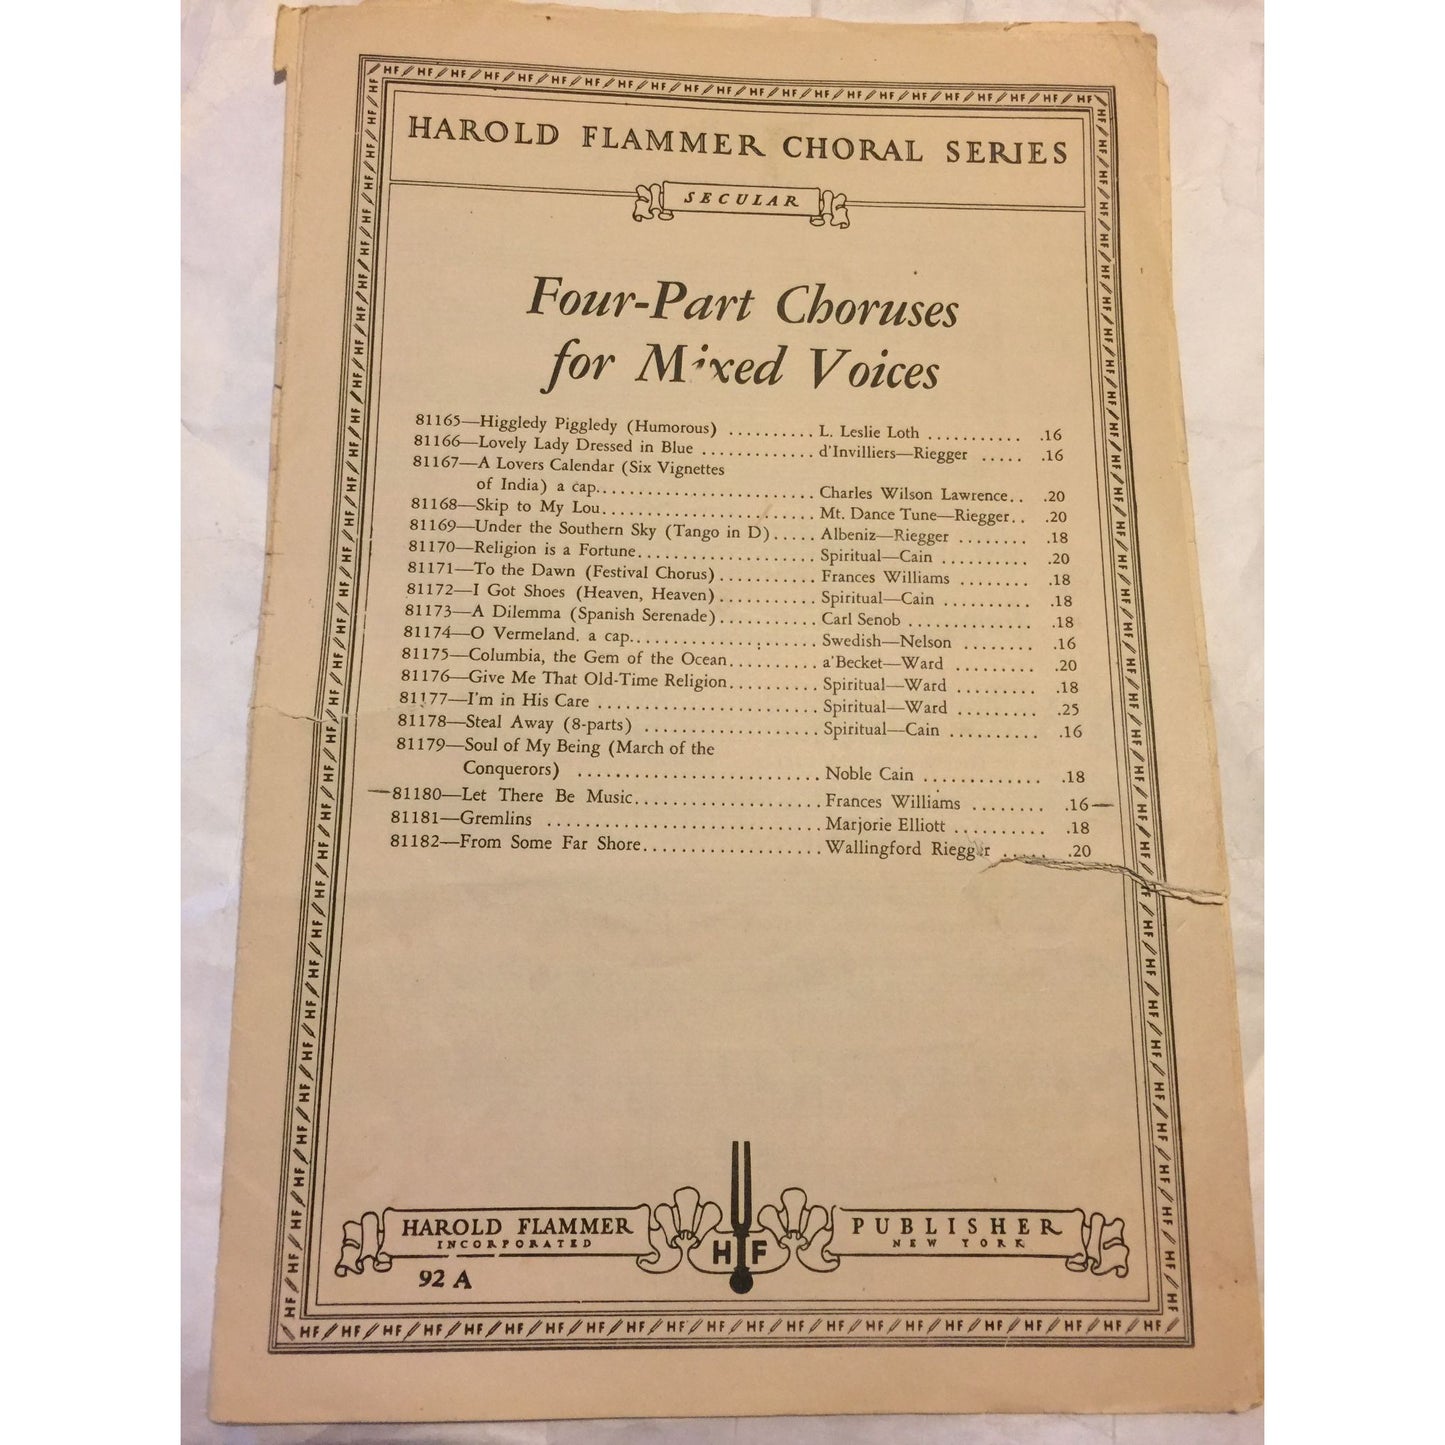 HAROLD FLAMMER CHORAL SERIES
SECULAR
Four-Part Choruses
for Mixed Voices
81165—Higgledy Piggledy (Humorous) .......... L. Leslie Loth ........... .16
81166—Lovely Lady Dressed in Blue ............. d'Invilliers—Riegger ..... .16
81167—A Lovers Calendar (Six Vignettes
of India) a cap......................... Charles Wilson Lawrence.. .20
81168—Skip to My Lou........................ Mt. Dance Tune—Riegger.. .20
81169—Under the Southern Sky (Tango in D)..... Albeniz—Riegger ........ .18
81170—Religion is a Fortune.................... Spiritual—Cain .......... .20
81171—To the Dawn (Festival Chorus)........... Frances Williams ........ .18
81172—I Got Shoes (Heaven, Heaven)........... Spiritual—Cain .......... .18
81173—A Dilemma (Spanish Serenade)........... Carl Senob .............. .18
81174—O Vermeland. a cap..................... Swedish—Nelson ........ .16
81175—Columbia, the Gem of the Ocean.......... a'Becket—Ward ......... .20
81176—Give Me That Old-Time Religion.......... Spiritual—Ward ......... .18
81177—I'm in His Care ......................... Spiritual—Ward ......... .25
81178—Steal Away (8-parts) .................... Spiritual—Cain .......... .16
81179—Soul of My Being (March of the
Conquerors) ........................... Noble Cain ............. .18
—81180—Let There Be Music..................... Frances Williams ........ .16—
81181—Gremlins .............................. Marjorie Elliott .......... .18
81182—From Some Far Shore.................... Wallingford Riegger ..... .20
HAROLD FLAMMER
INCORPORATED
HF
PUBLISHER
NEW YORK
92 A